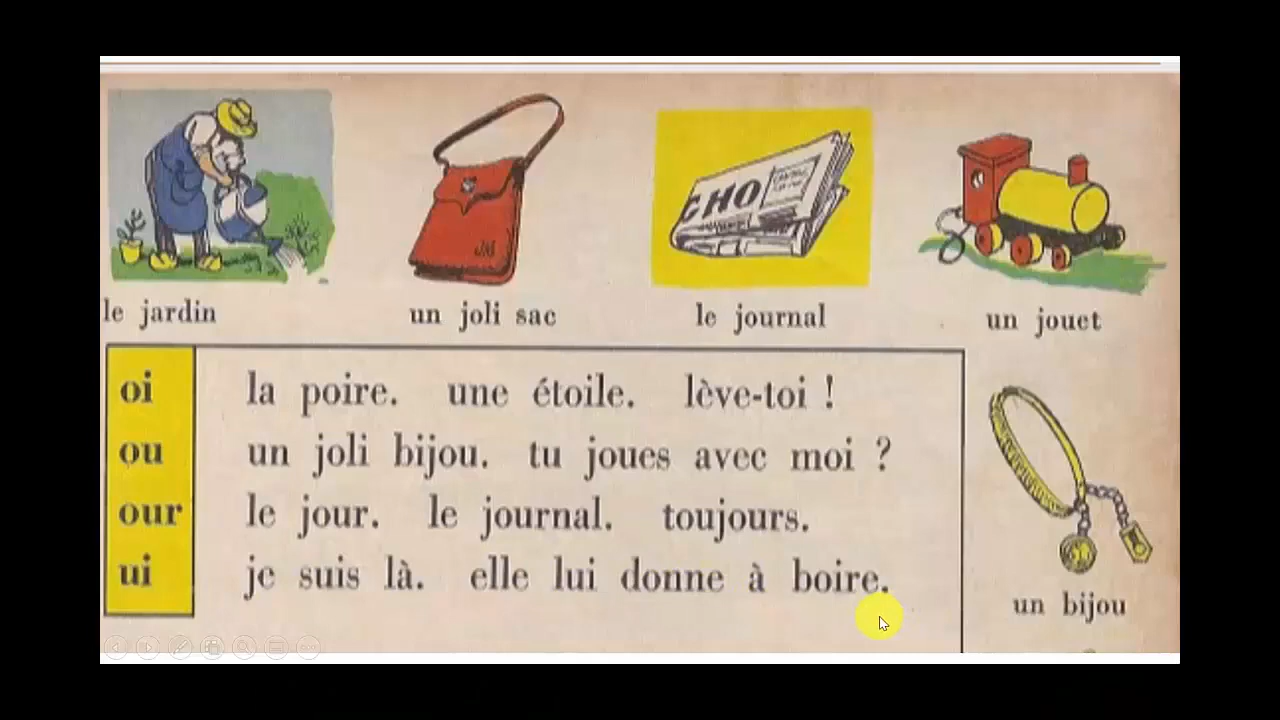 GHO
JM
le jardin
un joli sac
le journal
un jouet
oi la poire. une étoile. lève-toi !
ou un joli bijou. tu joues avec moi ?
our le jour. le journal. toujours.
ui je suis là. elle lui donne à boire.
un bijou